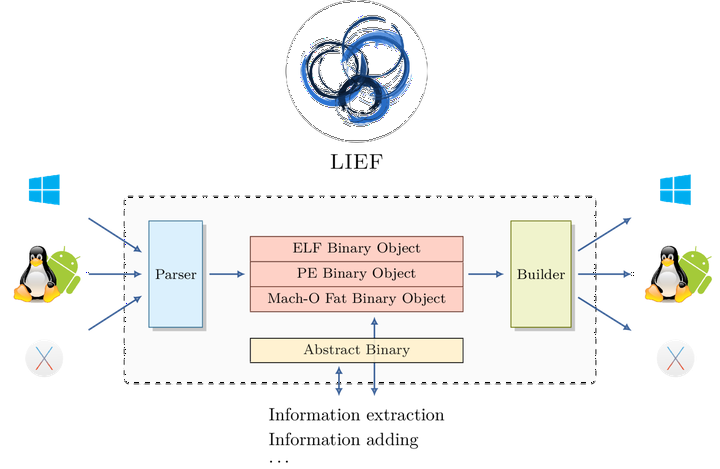 LIEF
ELF Binary Object
Parser
PE Binary Object
Builder
Mach-O Fat Binary Object
Abstract Binary
Information extraction
Information adding
...